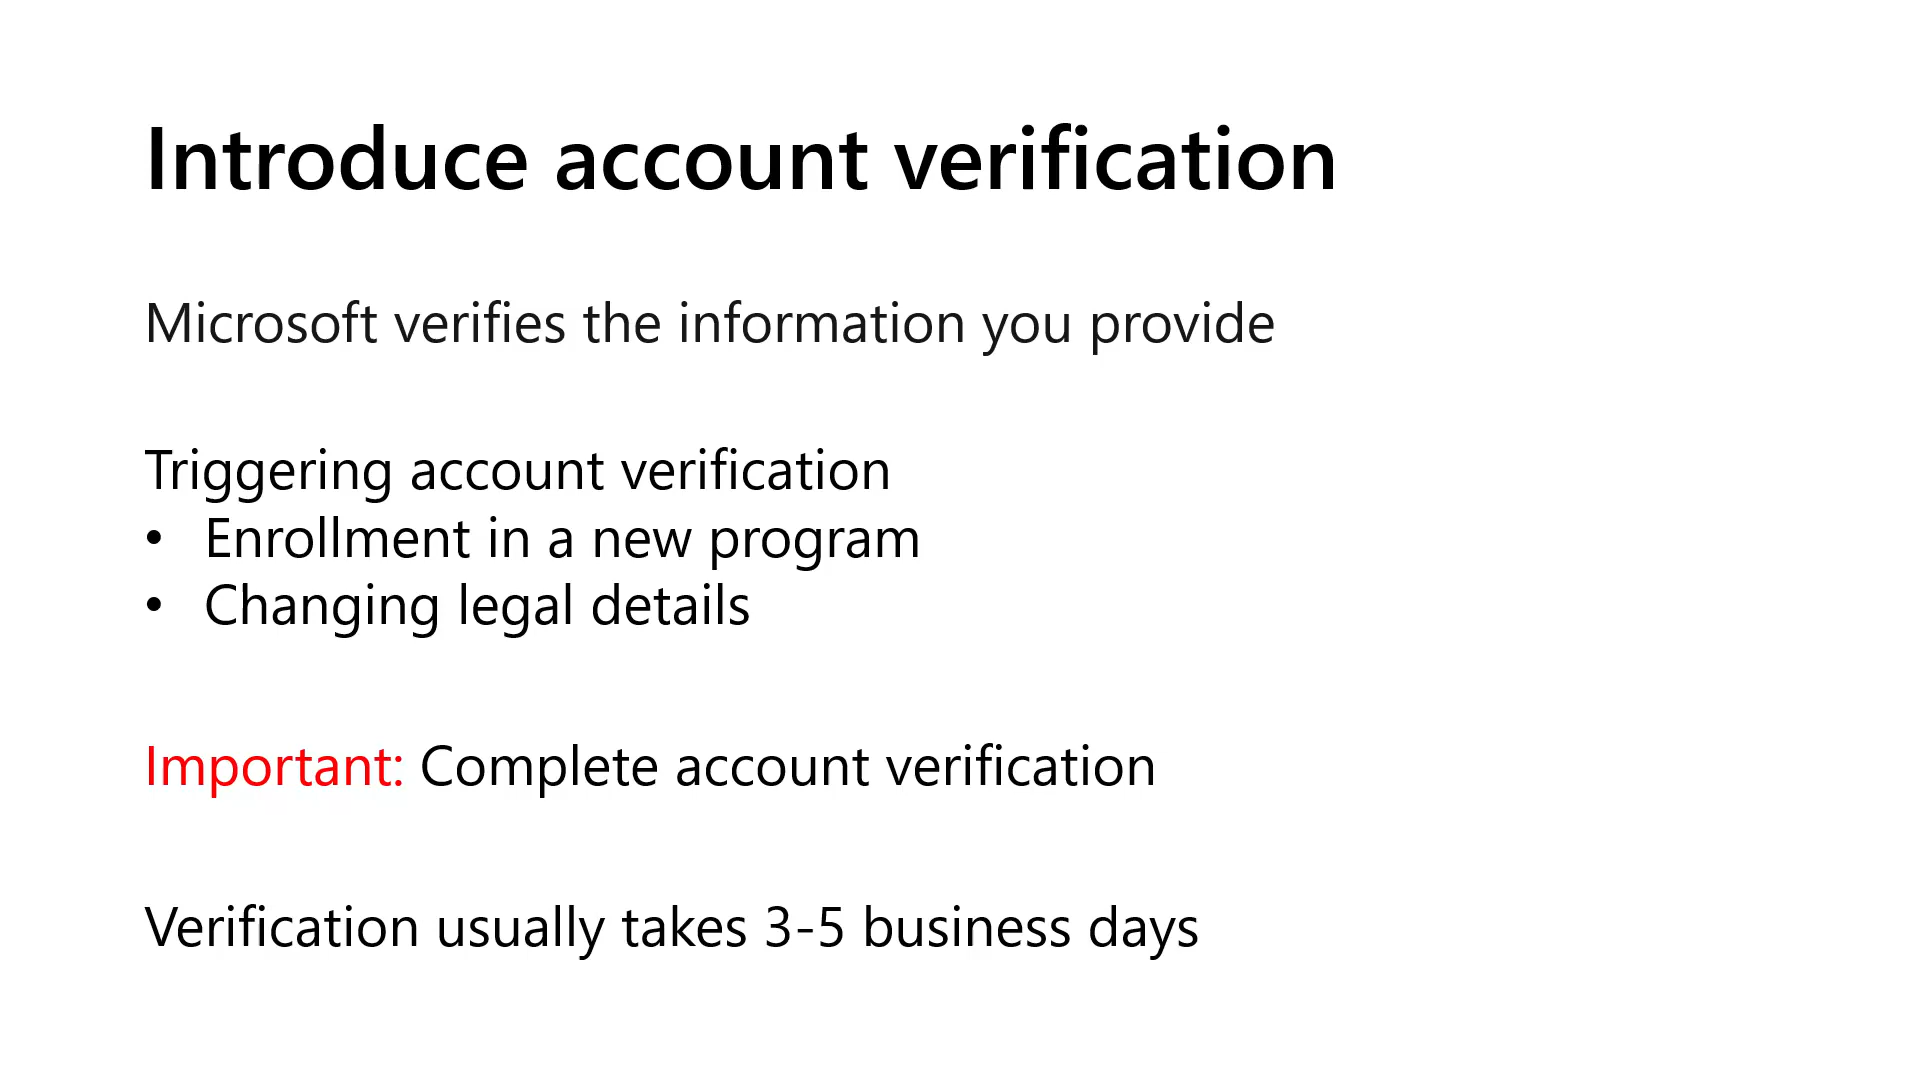 Introduce account verification
Microsoft verifies the information you provide
Triggering account verification
• Enrollment in a new program
• Changing legal details
Important: Complete account verification
Verification usually takes 3-5 business days